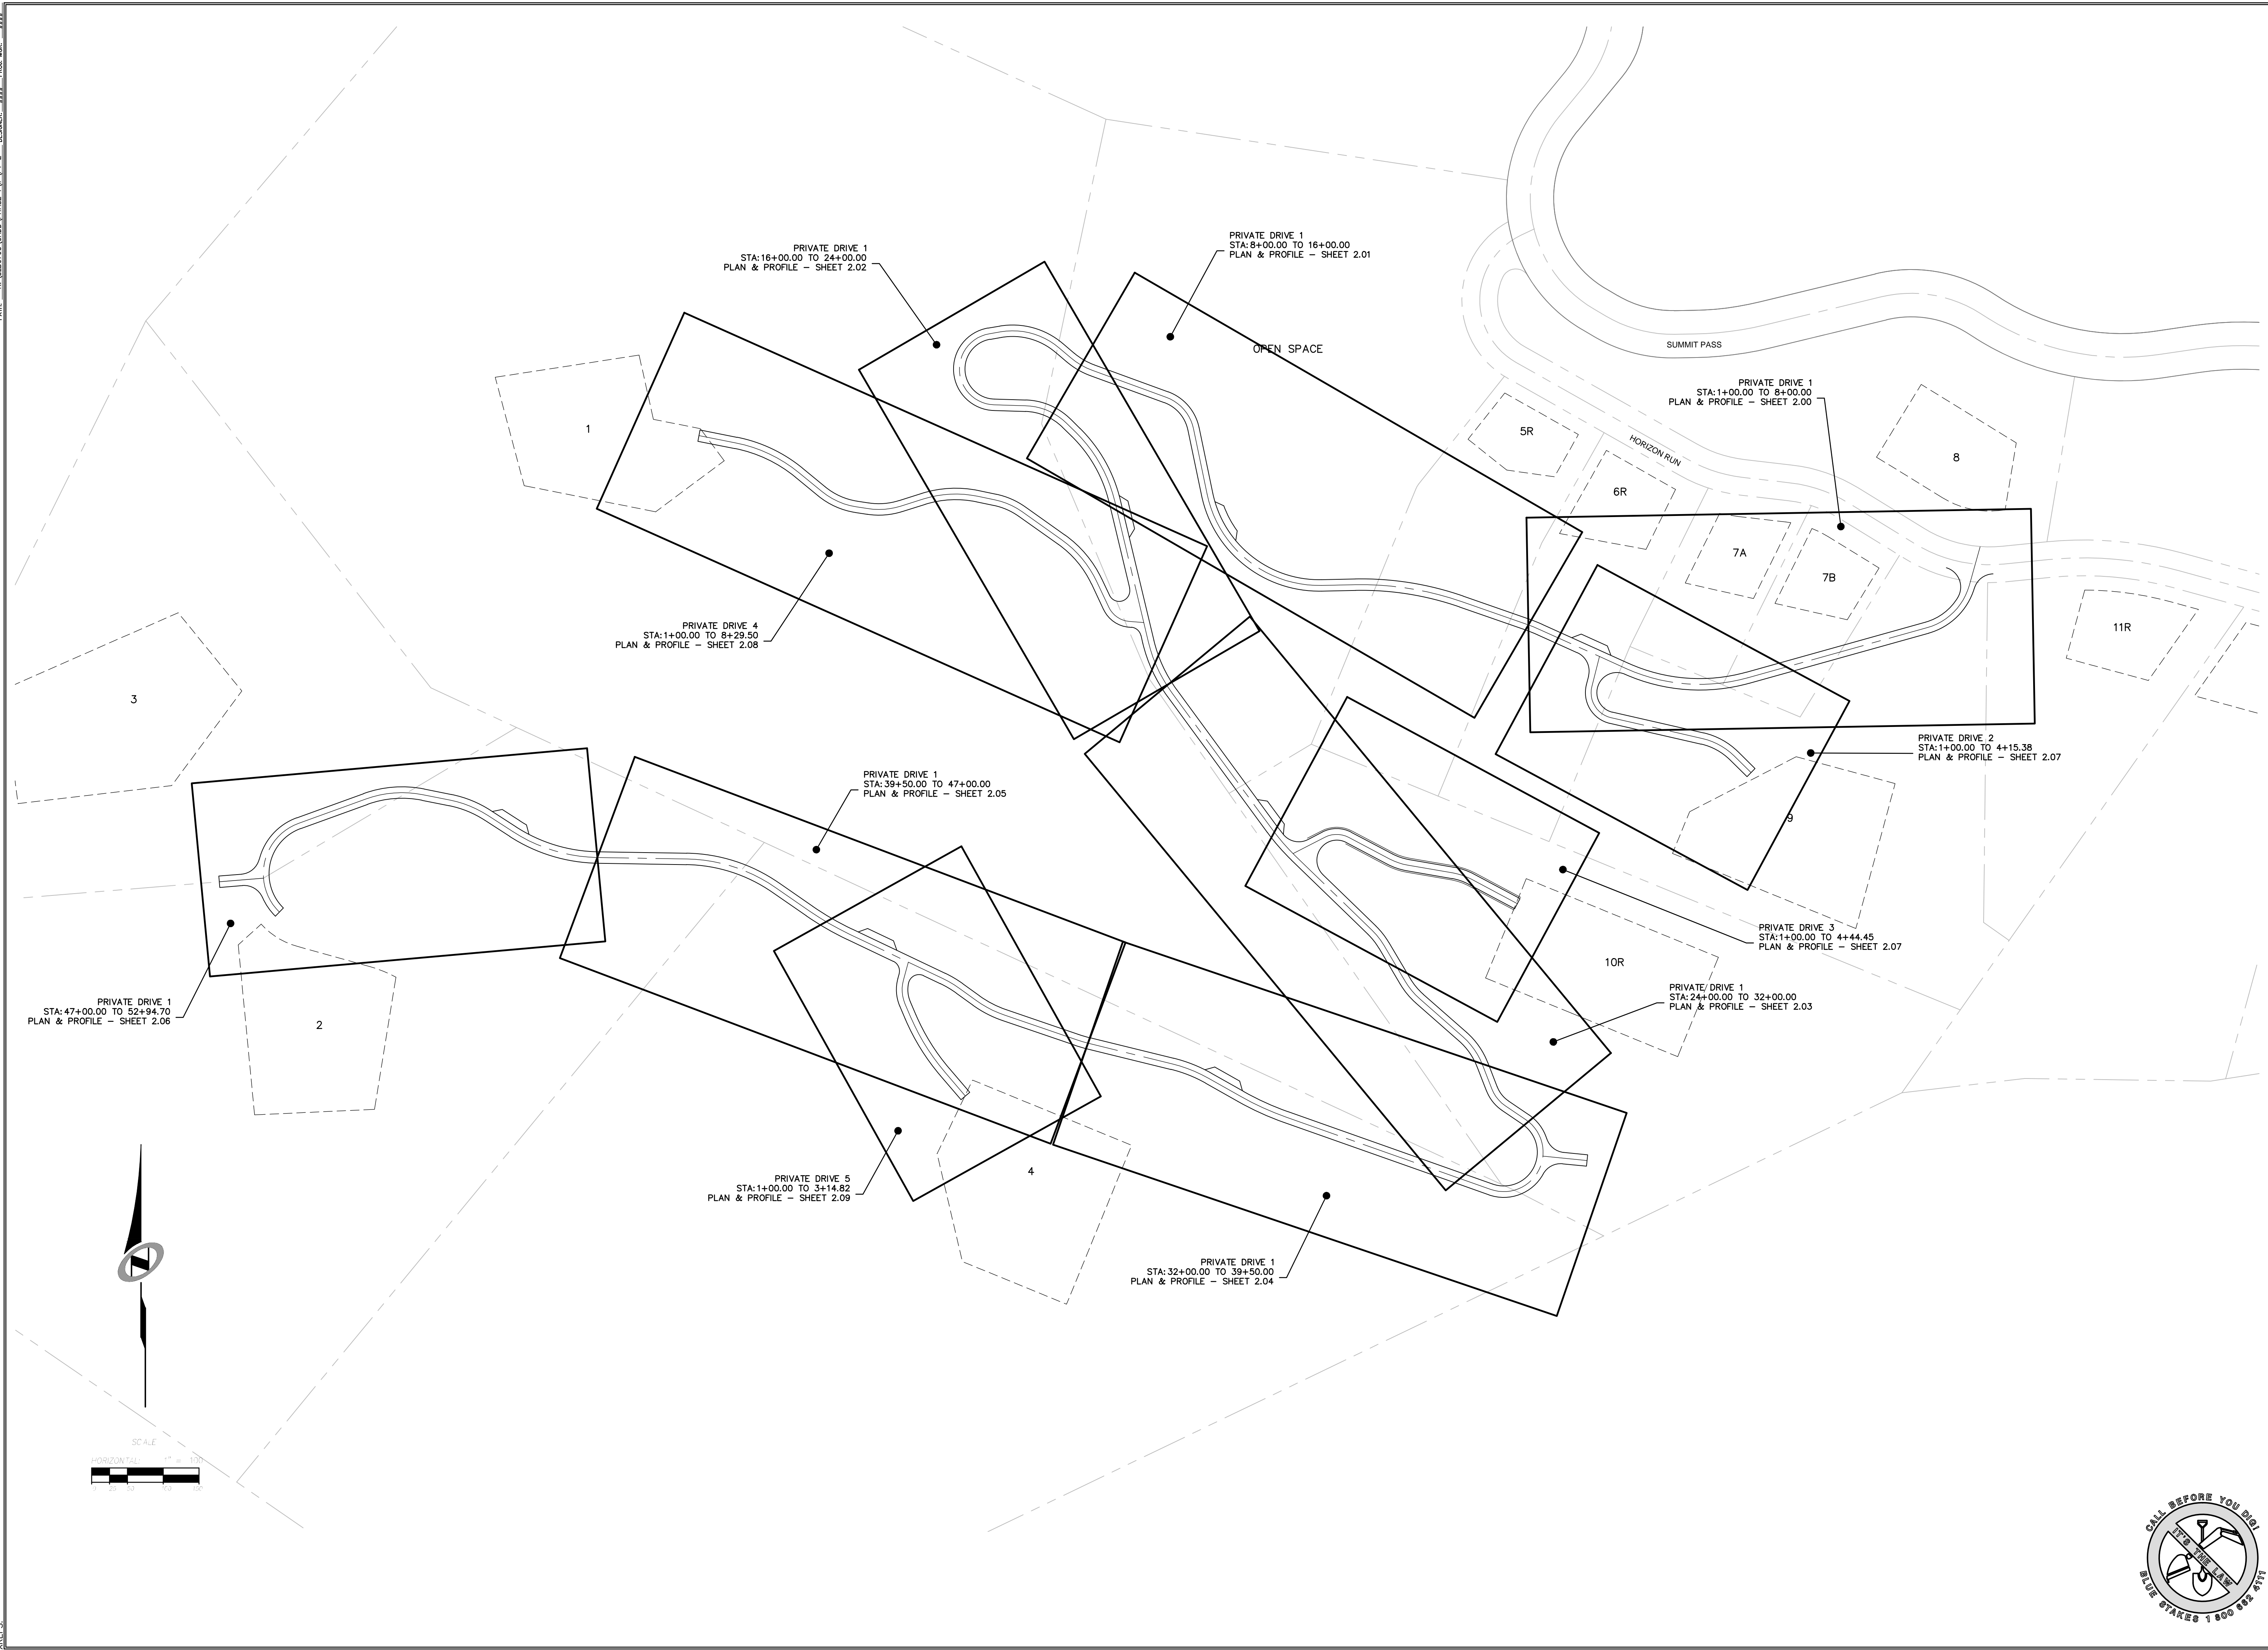 PRIVATE DRIVE 1
STA:8+00.00 TO 16+00.00
PLAN & PROFILE – SHEET 2.01
PRIVATE DRIVE 1
STA:16+00.00 TO 24+00.00
PLAN & PROFILE – SHEET 2.02
OPEN SPACE
SUMMIT PASS
PRIVATE DRIVE 1
STA:1+00.00 TO 8+00.00
PLAN & PROFILE – SHEET 2.00
1
5R
HORIZON RUN
8
6R
7A
7B
PRIVATE DRIVE 4
STA:1+00.00 TO 8+29.50
PLAN & PROFILE – SHEET 2.08
11R
3
PRIVATE DRIVE 2
STA:1+00.00 TO 4+15.38
PLAN & PROFILE – SHEET 2.07
PRIVATE DRIVE 1
STA:39+50.00 TO 47+00.00
PLAN & PROFILE – SHEET 2.05
9
PRIVATE DRIVE 3
STA:1+00.00 TO 4+44.45
PLAN & PROFILE – SHEET 2.07
10R
PRIVATE DRIVE 1
STA:24+00.00 TO 32+00.00
PLAN & PROFILE – SHEET 2.03
PRIVATE DRIVE 1
STA:47+00.00 TO 52+94.70
PLAN & PROFILE – SHEET 2.06
2
4
PRIVATE DRIVE 5
STA:1+00.00 TO 3+14.82
PLAN & PROFILE – SHEET 2.09
PRIVATE DRIVE 1
STA:32+00.00 TO 39+50.00
PLAN & PROFILE – SHEET 2.04
N
SCALE
HORIZONTAL: 1" = 100'
CALL BEFORE YOU DIG!
IT'S THE LAW
BLUE STAKES 1 800 662 4111